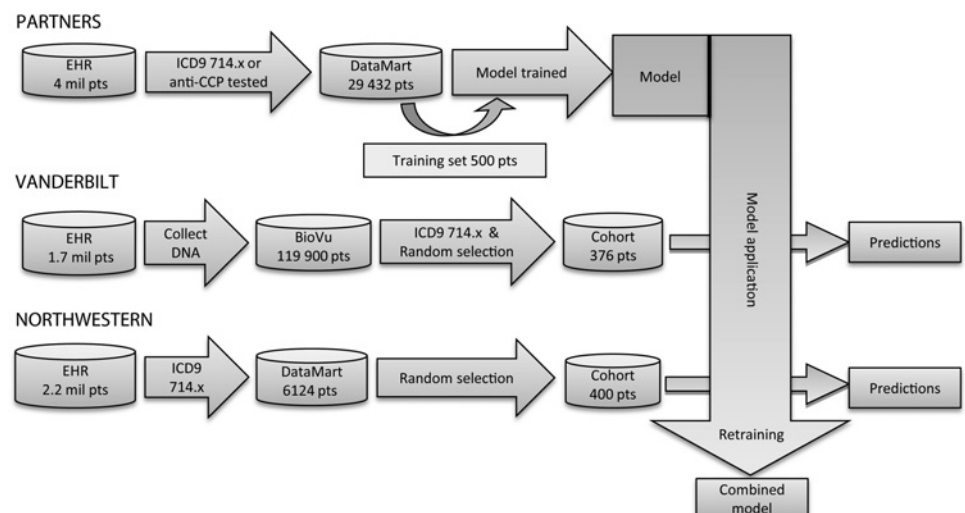 PARTNERS
EHR
4 mil pts
ICD9 714.x or
anti-CCP tested
DataMart
29 432 pts
Model trained
Model
Training set 500 pts
VANDERBILT
EHR
1.7 mil pts
Collect
DNA
BioVu
119 900 pts
ICD9 714.x &
Random selection
Cohort
376 pts
Model application
Predictions
NORTHWESTERN
EHR
2.2 mil pts
ICD9
714.x
DataMart
6124 pts
Random selection
Cohort
400 pts
Predictions
Retraining
Combined
model